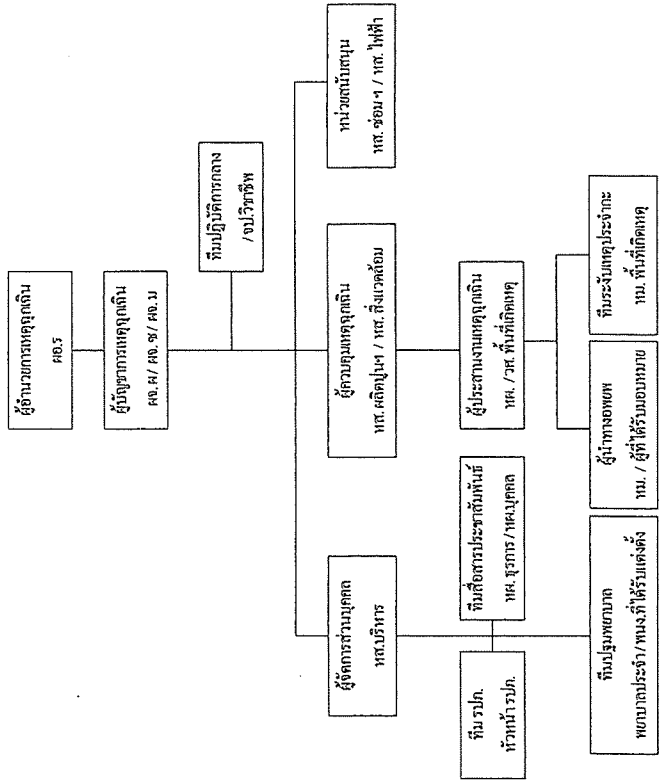 ผู้อำนวยการเหตุฉุกเฉิน
ผอ.ร
ผู้บัญชาการเหตุฉุกเฉิน
ผง.ผ/ ผง.ช/ ผง.บ
ทีมปฏิบัติการกลาง
/ จป.วิชาชีพ
ผู้จัดการส่วนบุคคล
หส.บริหาร
ผู้ควบคุมเหตุฉุกเฉิน
หส.ผลิตปูนฯ / หส.สิ่งแวดล้อม
หน่วยสนับสนุน
หส.ซ่อมฯ / หส.ไฟฟ้า
ทีม รปภ.
หัวหน้า รปภ.
ทีมสื่อสารประชาสัมพันธ์
หผ.ธุรการ / หผ.บุคคล
ผู้ประสานงานเหตุฉุกเฉิน
หผ. / วศ.พื้นที่เกิดเหตุ
ทีมปฐมพยาบาล
พยาบาลประจำ / พนง.ที่ได้รับแต่งตั้ง
ผู้นำทางอพยพ
หม. / ผู้ที่ได้รับมอบหมาย
ทีมระงับเหตุประจำกะ
หม.พื้นที่เกิดเหตุ